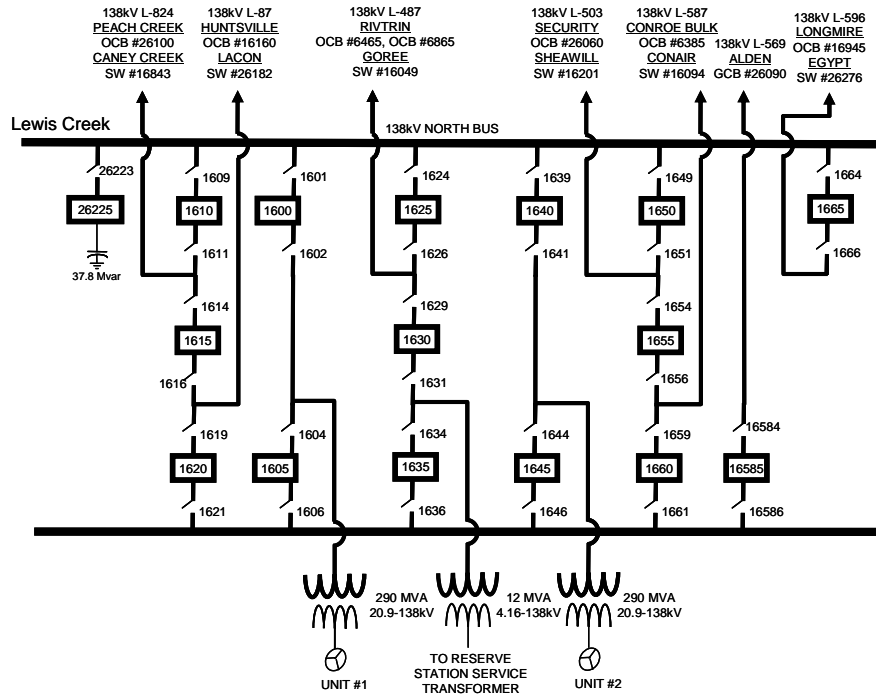 138kV L-824
PEACH CREEK
OCB #26100
CANEY CREEK
SW #16843
138kV L-87
HUNTSVILLE
OCB #16160
LACON
SW #26182
138kV L-487
RIVTRIN
OCB #6465, OCB #6865
GOREE
SW #16049
138kV L-503
SECURITY
OCB #26060
SHEAWILL
SW #16201
138kV L-587
CONROE BULK
OCB #6385
CONAIR
SW #16094
138kV L-569
ALDEN
GCB #26090
138kV L-596
LONGMIRE
OCB #16945
EGYPT
SW #26276
Lewis Creek
138kV NORTH BUS
26223
1609
1601
1624
1639
1649
1664
26225
1610
1600
1625
1640
1650
1665
1611
1602
1626
1641
1651
1666
37.8 Mvar
1614
1629
1654
1615
1630
1655
1616
1631
1656
1619
1604
1634
1644
1659
16584
1620
1605
1635
1645
1660
16585
1621
1606
1636
1646
1661
16586
290 MVA
20.9-138kV
12 MVA
4.16-138kV
290 MVA
20.9-138kV
UNIT #1
TO RESERVE
STATION SERVICE
TRANSFORMER
UNIT #2